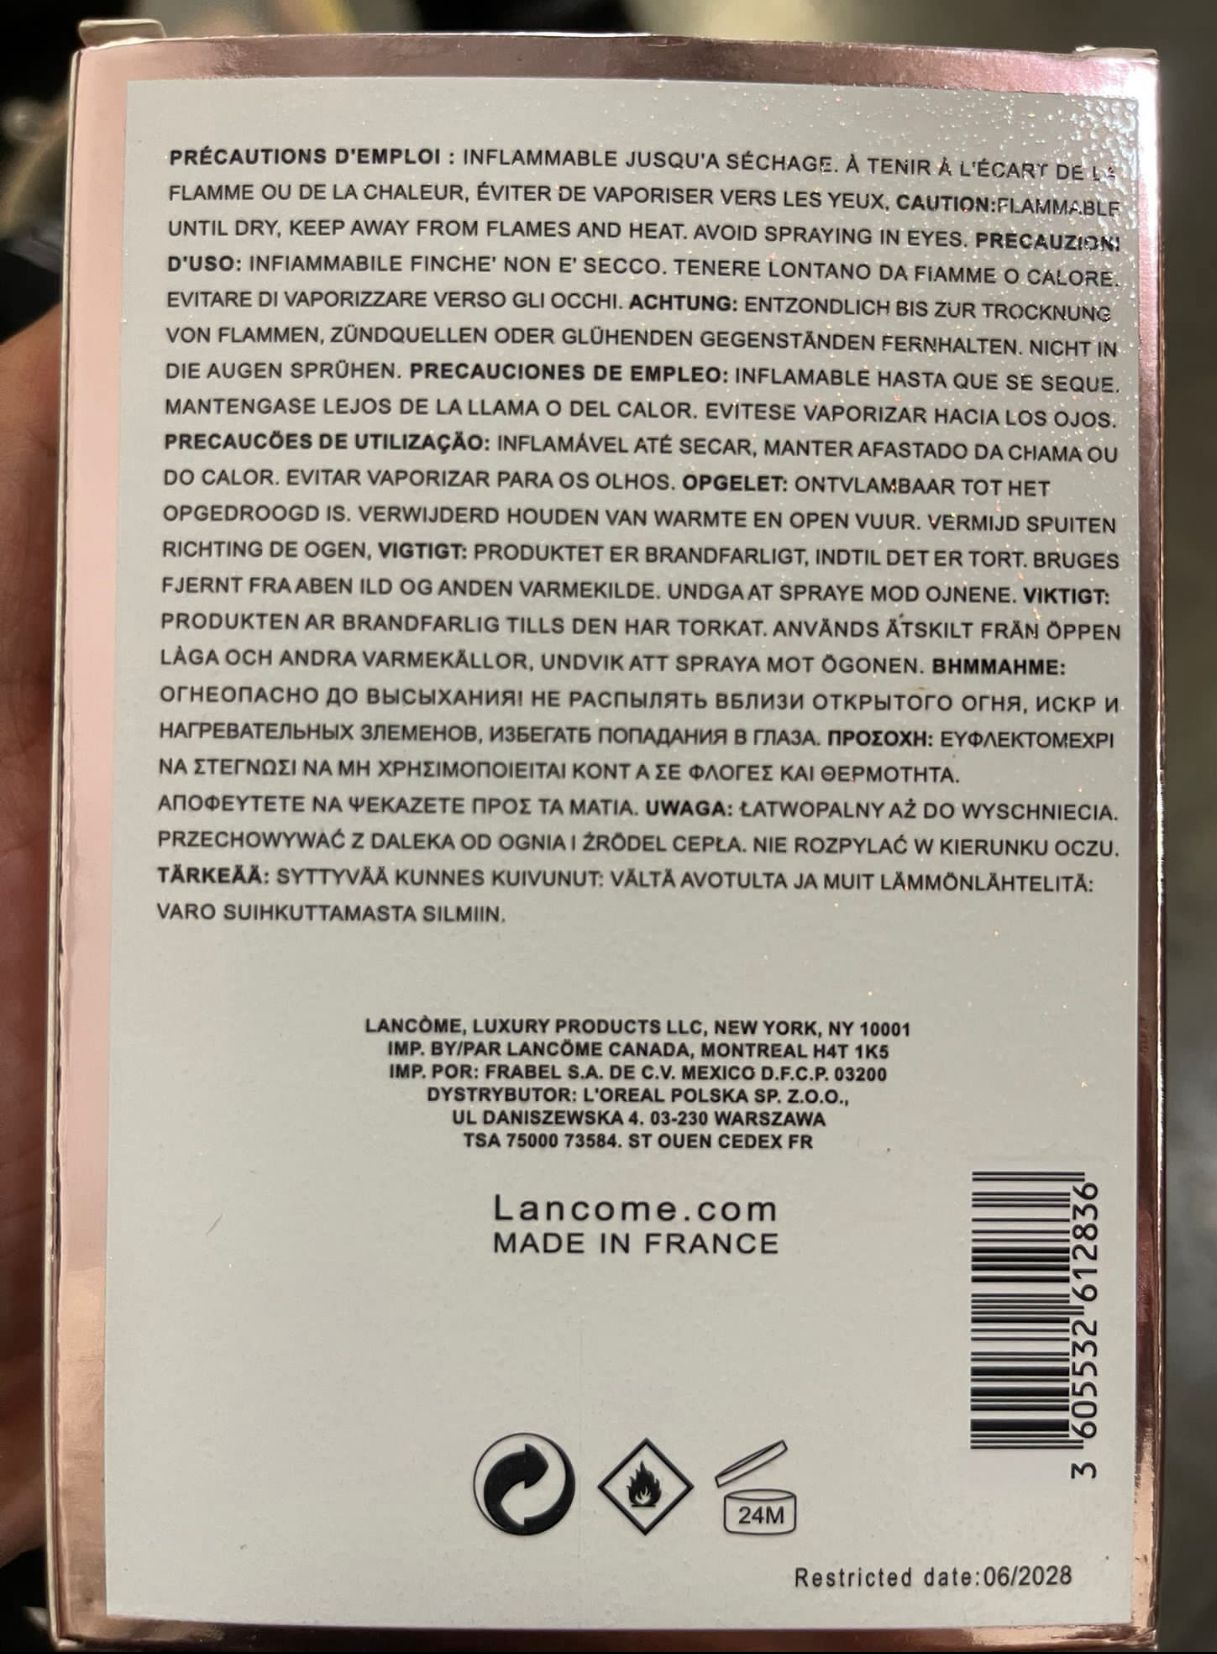 PRÉCAUTIONS D'EMPLOI : INFLAMMABLE JUSQU'A SÉCHAGE. À TENIR À L'ÉCART DE LA
FLAMME OU DE LA CHALEUR, ÉVITER DE VAPORISER VERS LES YEUX, CAUTION:FLAMMABLE
UNTIL DRY, KEEP AWAY FROM FLAMES AND HEAT. AVOID SPRAYING IN EYES. PRECAUZIONI
D'USO: INFIAMMABILE FINCHE' NON E' SECCO. TENERE LONTANO DA FIAMME O CALORE.
EVITARE DI VAPORIZZARE VERSO GLI OCCHI. ACHTUNG: ENTZONDLICH BIS ZUR TROCKNUNG
VON FLAMMEN, ZÜNDQUELLEN ODER GLÜHENDEN GEGENSTÄNDEN FERNHALTEN. NICHT IN
DIE AUGEN SPRÜHEN. PRECAUCIONES DE EMPLEO: INFLAMABLE HASTA QUE SE SEQUE.
MANTENGASE LEJOS DE LA LLAMA O DEL CALOR. EVITESE VAPORIZAR HACIA LOS OJOS.
PRECAUCÖES DE UTILIZAÇÃO: INFLAMÁVEL ATÉ SECAR, MANTER AFASTADO DA CHAMA OU
DO CALOR. EVITAR VAPORIZAR PARA OS OLHOS. OPGELET: ONTVLAMBAAR TOT HET
OPGEDROOGD IS. VERWIJDERD HOUDEN VAN WARMTE EN OPEN VUUR. VERMIJD SPUITEN
RICHTING DE OGEN, VIGTIGT: PRODUKTET ER BRANDFARLIGT, INDTIL DET ER TORT. BRUGES
FJERNT FRA ABEN ILD OG ANDEN VARMEKILDE. UNDGA AT SPRAYE MOD OJNENE. VIKTIGT:
PRODUKTEN AR BRANDFARLIG TILLS DEN HAR TORKAT. ANVÄNDS ÄTSKILT FRÄN ÖPPEN
LÅGA OCH ANDRA VARMEKÄLLOR, UNDVIK ATT SPRAYA MOT ÖGONEN. BHMMAHME:
ОГНЕОПАСНО ДО ВЫСЫХАНИЯ! НЕ РАСПЫЛЯТЬ ВБЛИЗИ ОТКРЫТОГО ОГНЯ, ИСКР И
НАГРЕВАТЕЛЬНЫХ ЗЛЕМЕНОВ, ИЗБЕГАТБ ПОПАДАНИЯ В ГЛАЗА. ΠΡΟΣΟΧΗ: ΕΥΦΛΕΚΤΟΜΕΧΡΙ
ΝΑ ΣΤΕΓΝΩΣΙ ΝΑ ΜΗ ΧΡΗΣΙΜΟΠΟΙΕΙΤΑΙ ΚΟΝΤ Α ΣΕ ΦΛΟΓΕΣ ΚΑΙ ΘΕΡΜΟΤΗΤΑ.
ΑΠΟΦΕΥΤΕΤΕ ΝΑ ΨΕΚΑΖΕΤΕ ΠΡΟΣ ΤΑ ΜΑΤΙΑ. UWAGA: ŁATWOPALNY AŻ DO WYSCHNIECIA.
PRZECHOWYWAĆ Z DALEKA OD OGNIA I ŻRÖDEL CEPŁA. NIE ROZPYLAĆ W KIERUNKU OCZU.
TÄRKEÄÄ: SYTTYVÄÄ KUNNES KUIVUNUT: VÄLTÄ AVOTULTA JA MUIT LÄMMÖNLÄHTELITÄ:
VARO SUIHKUTTAMASTA SILMIIN.
LANCÔME, LUXURY PRODUCTS LLC, NEW YORK, NY 10001
IMP. BY/PAR LANCÖME CANADA, MONTREAL H4T 1K5
IMP. POR: FRABEL S.A. DE C.V. MEXICO D.F.C.P. 03200
DYSTRYBUTOR: L'OREAL POLSKA SP. Z.O.O.,
UL DANISZEWSKA 4. 03-230 WARSZAWA
TSA 75000 73584. ST OUEN CEDEX FR
Lancome.com
MADE IN FRANCE
3 605532 612836
24M
Restricted date:06/2028